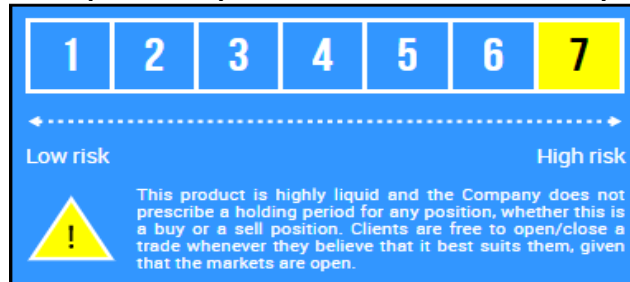 1 2 3 4 5 6 7
Low risk High risk
This product is highly liquid and the Company does not
prescribe a holding period for any position, whether this is
a buy or a sell position. Clients are free to open/close a
trade whenever they believe that it best suits them, given
that the markets are open.
!